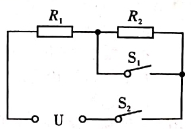 R₁ R₂
S₁
U S₂